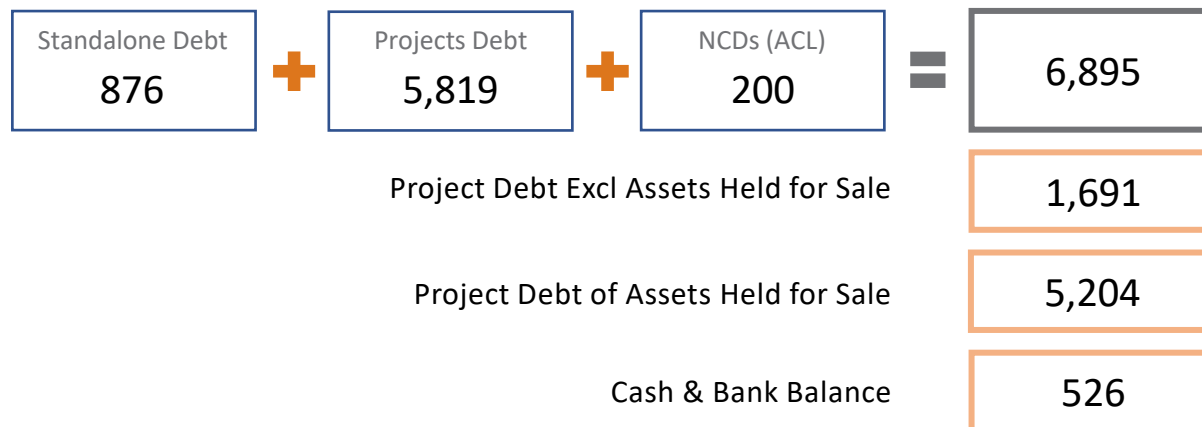 Standalone Debt
876
Projects Debt
5,819
NCDs (ACL)
200
6,895
Project Debt Excl Assets Held for Sale
1,691
Project Debt of Assets Held for Sale
5,204
Cash & Bank Balance
526